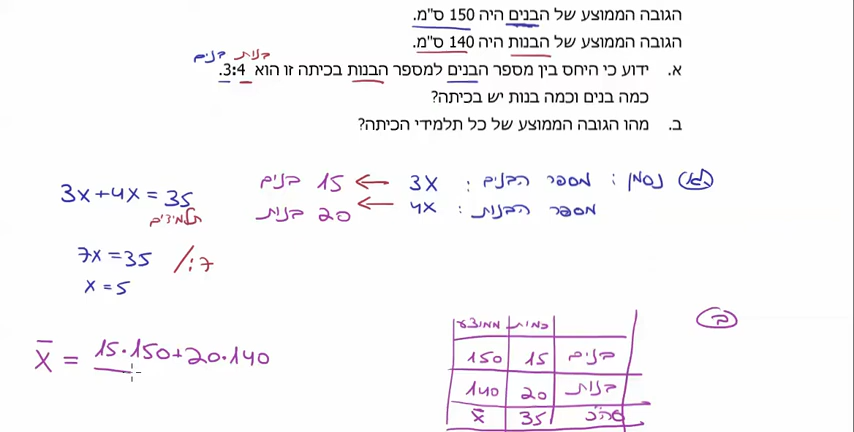 הגובה הממוצע של הבנים היה 150 ס"מ.
הגובה הממוצע של הבנות היה 140 ס"מ.
בנים בנות
א. ידוע כי היחס בין מספר הבנים למספר הבנות בכיתה זו הוא 3:4.
כמה בנים וכמה בנות יש בכיתה?
ב. מהו הגובה הממוצע של כל תלמידי הכיתה?
א נסמן: מספר הבנים: 3x ← 15 בנים
מספר הבנות: 4x ← 20 בנות
3x+4x=35
תלמידים
7x=35 /:7
x=5
ב
כמות ממוצע
בנים 15 150
בנות 20 140
סה"כ 35 x̄
x̄ = 15·150+20·140